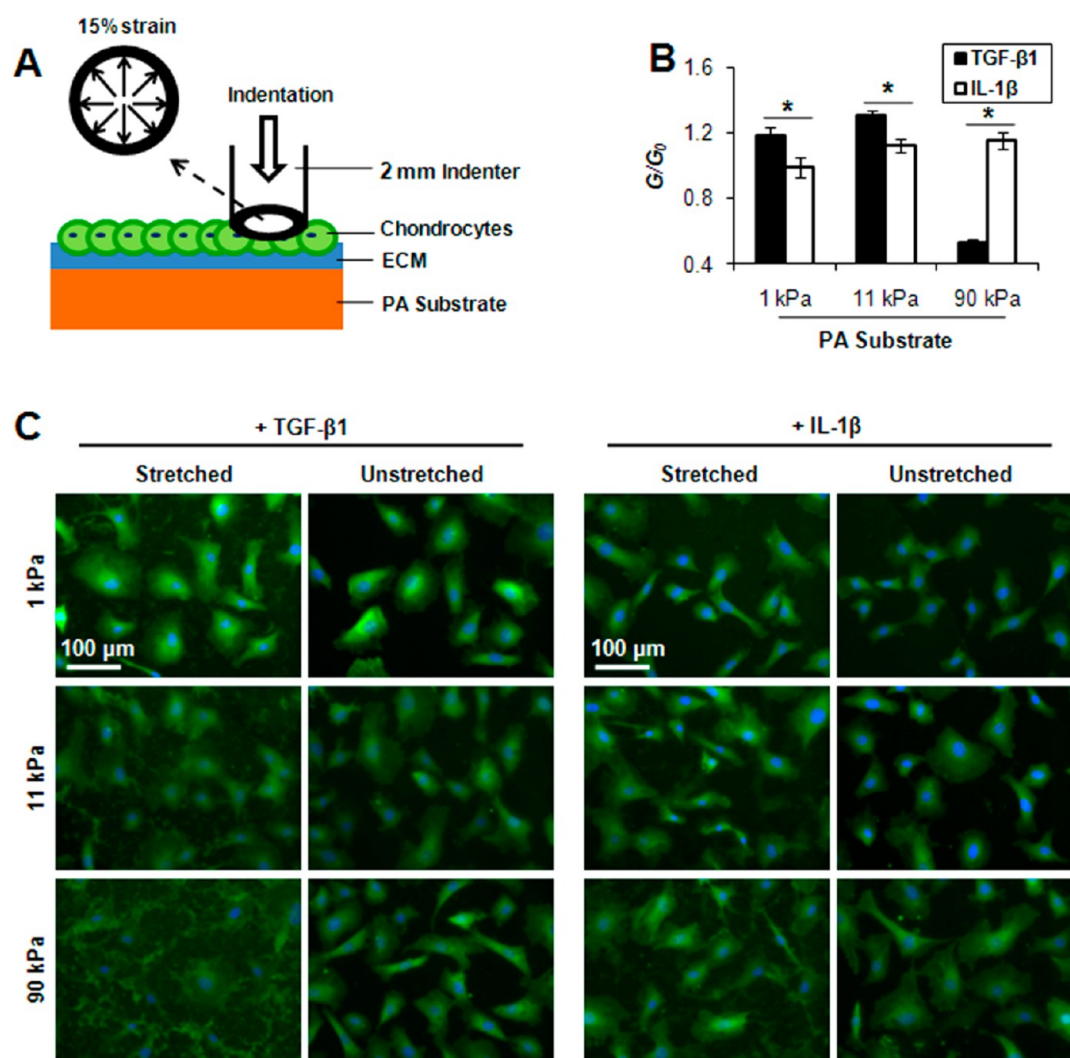 A
15% strain
Indentation
2 mm Indenter
Chondrocytes
ECM
PA Substrate
B
TGF-β1
IL-1β
G/G0
1.6
1.2
0.8
0.4
*
*
*
1 kPa
11 kPa
90 kPa
PA Substrate
C
+ TGF-β1
+ IL-1β
Stretched
Unstretched
Stretched
Unstretched
1 kPa
100 µm
100 µm
11 kPa
90 kPa